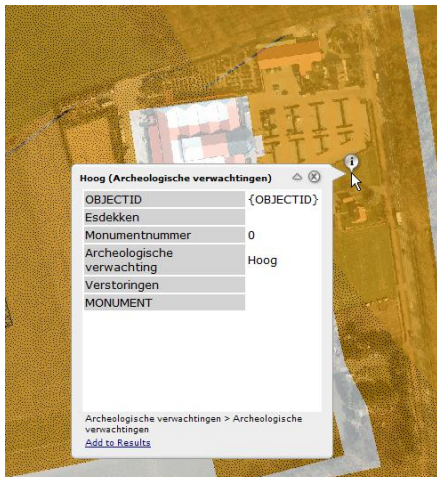 Hoog (Archeologische verwachtingen)
OBJECTID {OBJECTID}
Esdekken
Monumentnummer 0
Archeologische
verwachting Hoog
Verstoringen
MONUMENT
Archeologische verwachtingen > Archeologische
verwachtingen
Add to Results